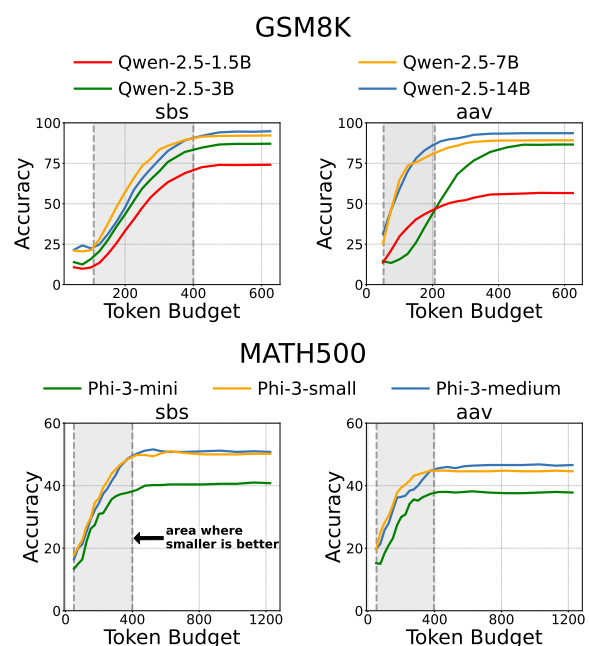 GSM8K
Qwen-2.5-1.5B
Qwen-2.5-7B
Qwen-2.5-3B
Qwen-2.5-14B
sbs
aav
100
75
50
25
0
Accuracy
200
400
600
Token Budget
100
75
50
25
0
Accuracy
0
200
400
600
Token Budget
MATH500
Phi-3-mini
Phi-3-small
Phi-3-medium
sbs
aav
60
40
20
0
Accuracy
area where
smaller is better
0
400
800
1200
Token Budget
60
40
20
0
Accuracy
0
400
800
1200
Token Budget